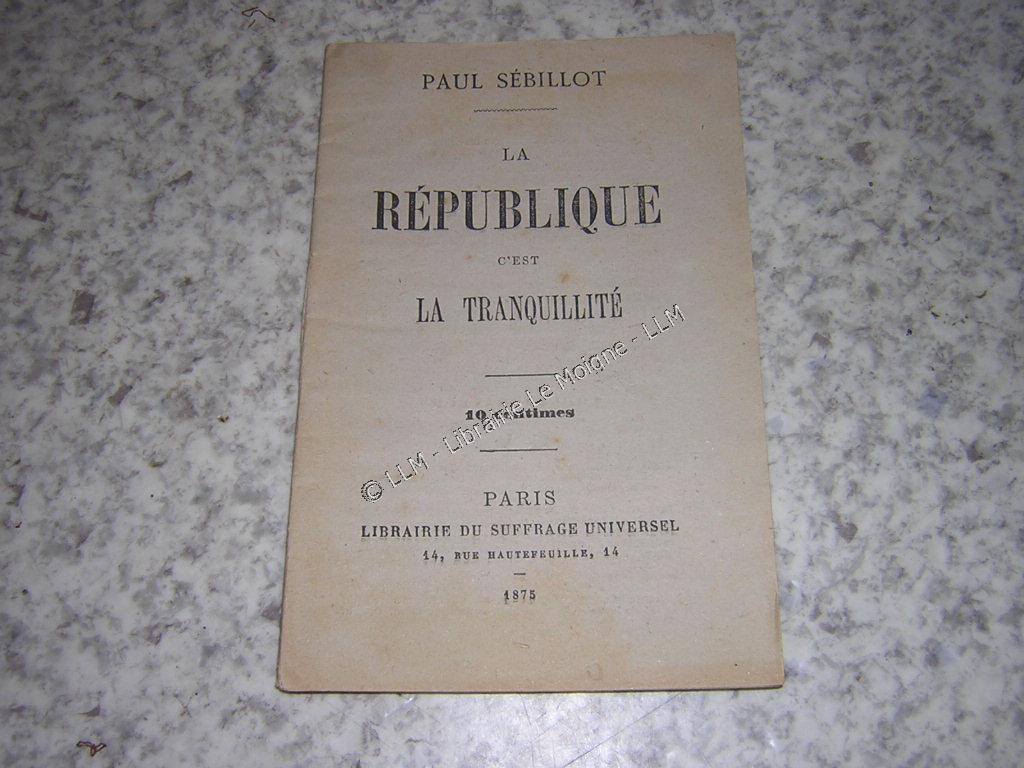 PAUL SÉBILLOT
LA
RÉPUBLIQUE
C'EST
LA TRANQUILLITÉ
10 centimes
© LLM - Librairie Le Moigne - LLM
PARIS
LIBRAIRIE DU SUFFRAGE UNIVERSEL
14, RUE HAUTEFEUILLE, 14
1875